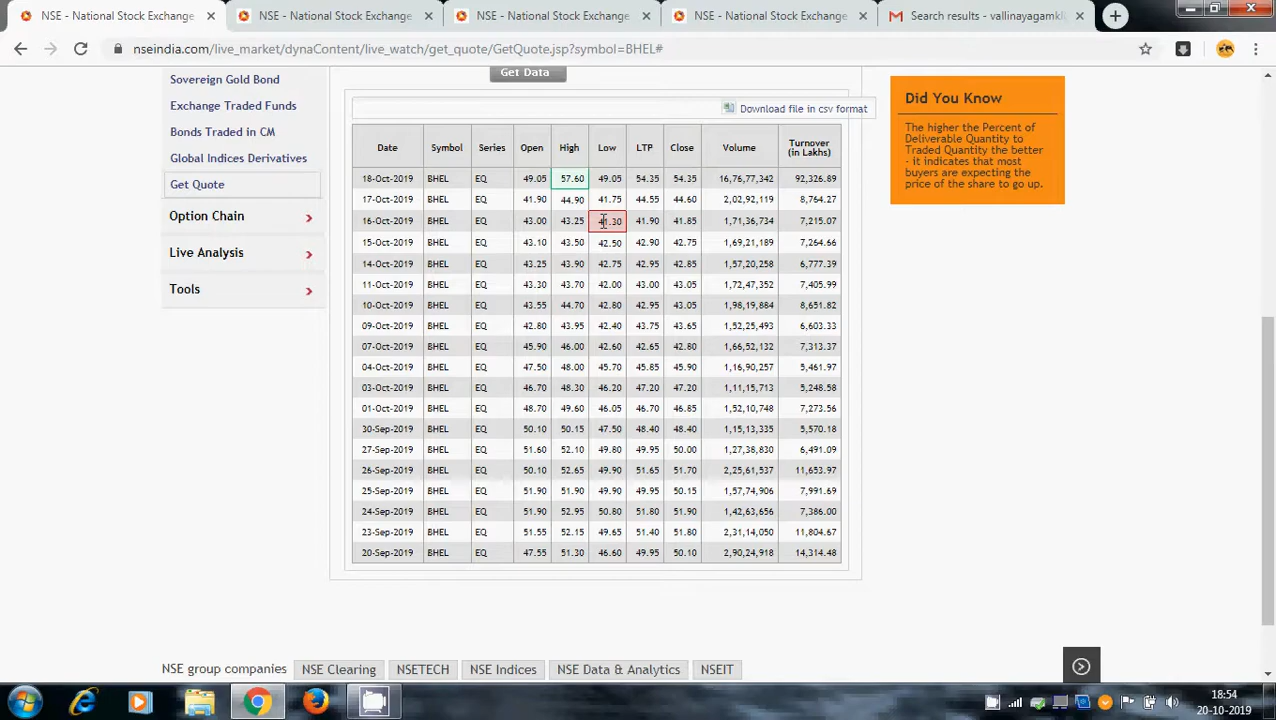 NSE - National Stock Exchange × NSE - National Stock Exchange × NSE - National Stock Exchange × NSE - National Stock Exchange × Search results - vallinayagamkli ×
nseindia.com/live_market/dynaContent/live_watch/get_quote/GetQuote.jsp?symbol=BHEL#
Sovereign Gold Bond
Exchange Traded Funds
Bonds Traded in CM
Global Indices Derivatives
Get Quote
Option Chain
Live Analysis
Tools
Get Data
Download file in csv format
Date Symbol Series Open High Low LTP Close Volume Turnover (in Lakhs)
18-Oct-2019 BHEL EQ 49.05 57.60 49.05 54.35 54.35 16,76,77,342 92,326.89
17-Oct-2019 BHEL EQ 41.90 44.90 41.75 44.55 44.60 2,02,92,119 8,764.27
16-Oct-2019 BHEL EQ 43.00 43.25 41.30 41.90 41.85 1,71,36,734 7,215.07
15-Oct-2019 BHEL EQ 43.10 43.50 42.50 42.90 42.75 1,69,21,189 7,264.66
14-Oct-2019 BHEL EQ 43.25 43.90 42.75 42.95 42.85 1,57,20,258 6,777.39
11-Oct-2019 BHEL EQ 43.30 43.70 42.00 43.00 43.05 1,72,47,352 7,405.99
10-Oct-2019 BHEL EQ 43.55 44.70 42.80 42.95 43.05 1,98,19,884 8,651.82
09-Oct-2019 BHEL EQ 42.80 43.95 42.40 43.75 43.65 1,52,25,493 6,603.33
07-Oct-2019 BHEL EQ 45.90 46.00 42.60 42.65 42.80 1,66,52,132 7,313.37
04-Oct-2019 BHEL EQ 47.50 48.00 45.70 45.85 45.90 1,16,90,257 5,461.97
03-Oct-2019 BHEL EQ 46.70 48.30 46.20 47.20 47.20 1,11,15,713 5,248.58
01-Oct-2019 BHEL EQ 48.70 49.60 46.05 46.70 46.85 1,52,10,748 7,273.56
30-Sep-2019 BHEL EQ 50.10 50.15 47.50 48.40 48.40 1,15,13,335 5,570.18
27-Sep-2019 BHEL EQ 51.60 52.10 49.80 50.15 50.00 1,27,38,830 6,491.09
26-Sep-2019 BHEL EQ 50.10 52.65 49.90 51.65 51.70 2,25,61,537 11,653.97
25-Sep-2019 BHEL EQ 51.90 51.90 49.90 49.95 50.15 1,57,74,906 7,991.69
24-Sep-2019 BHEL EQ 51.90 52.95 50.80 51.80 51.90 1,42,63,656 7,386.00
23-Sep-2019 BHEL EQ 51.55 52.15 49.65 51.40 51.80 2,31,14,050 11,804.67
20-Sep-2019 BHEL EQ 47.55 51.30 46.60 49.95 50.10 2,90,24,918 14,314.48
Did You Know
The higher the Percent of
Deliverable Quantity to
Traded Quantity the better
- it indicates that most
buyers are expecting the
price of the share to go up.
NSE group companies NSE Clearing NSETECH NSE Indices NSE Data & Analytics NSEIT
18:54
20-10-2019